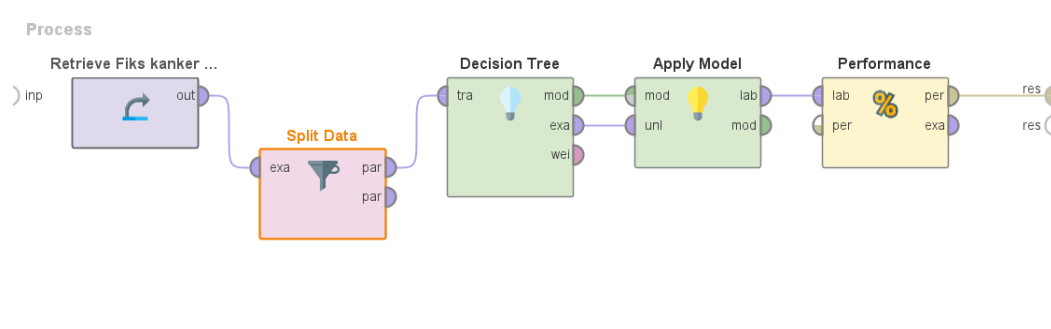 Process
Retrieve Fiks kanker ...
inp
out
Split Data
exa
par
par
Decision Tree
tra
mod
exa
wei
Apply Model
mod
lab
unl
mod
Performance
lab
per
per
exa
res
res
%